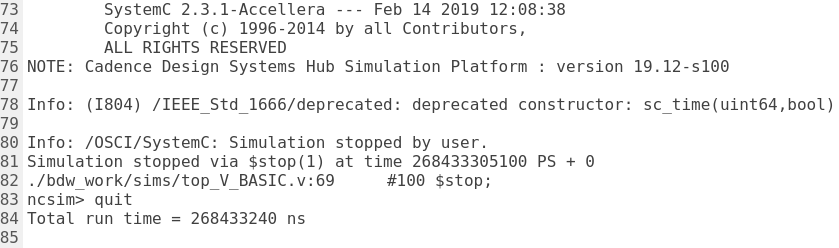 73 SystemC 2.3.1-Accellera --- Feb 14 2019 12:08:38
74 Copyright (c) 1996-2014 by all Contributors,
75 ALL RIGHTS RESERVED
76 NOTE: Cadence Design Systems Hub Simulation Platform : version 19.12-s100
77
78 Info: (I804) /IEEE_Std_1666/deprecated: deprecated constructor: sc_time(uint64,bool)
79
80 Info: /OSCI/SystemC: Simulation stopped by user.
81 Simulation stopped via $stop(1) at time 268433305100 PS + 0
82 ./bdw_work/sims/top_V_BASIC.v:69 #100 $stop;
83 ncsim> quit
84 Total run time = 268433240 ns
85